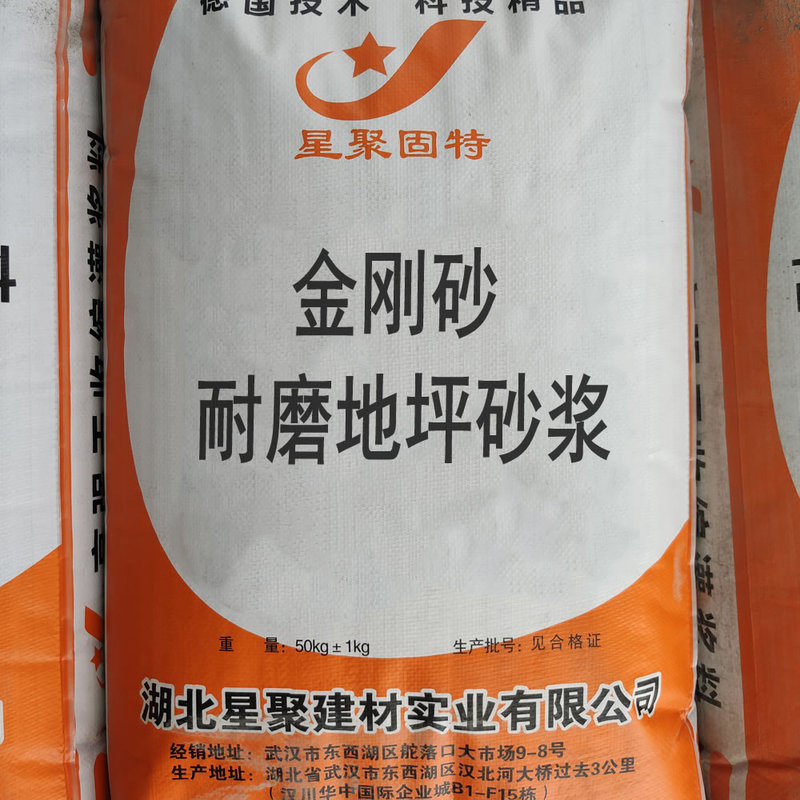 德国技术 科技精品
星聚固特
金刚砂
耐磨地坪砂浆
重 量: 50kg±1kg
生产批号: 见合格证
湖北星聚建材实业有限公司
经销地址: 武汉市东西湖区舵落口大市场9-8号
生产地址: 湖北省武汉市东西湖区汉北河大桥过去3公里
(汉川华中国际企业城B1-F15栋)